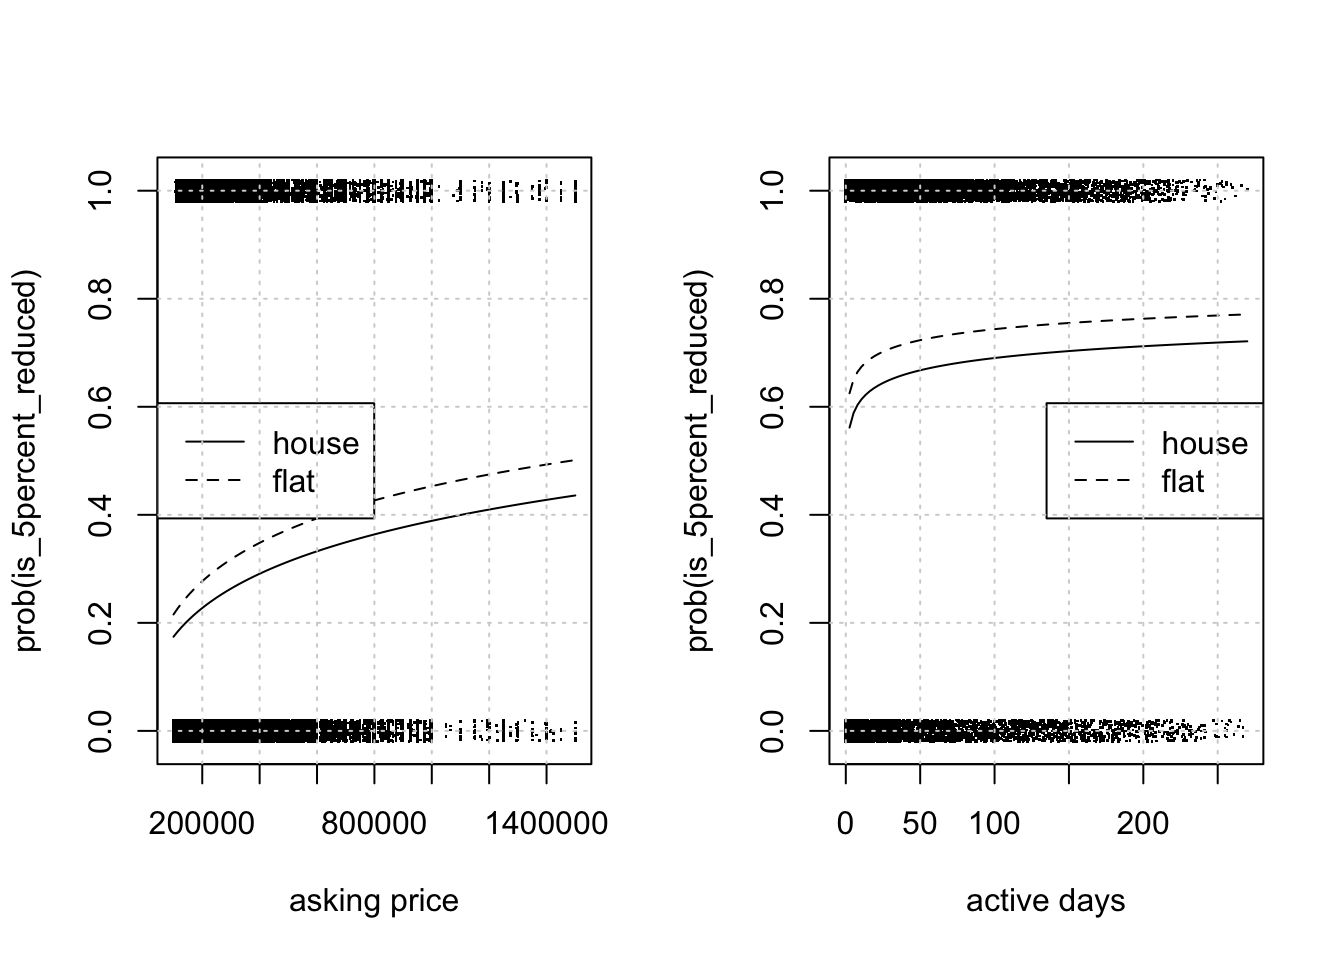 prob(is_5percent_reduced)
1.0
0.8
0.6
0.4
0.2
0.0
house
flat
200000 800000 1400000
asking price
prob(is_5percent_reduced)
1.0
0.8
0.6
0.4
0.2
0.0
house
flat
0 50 100 200
active days